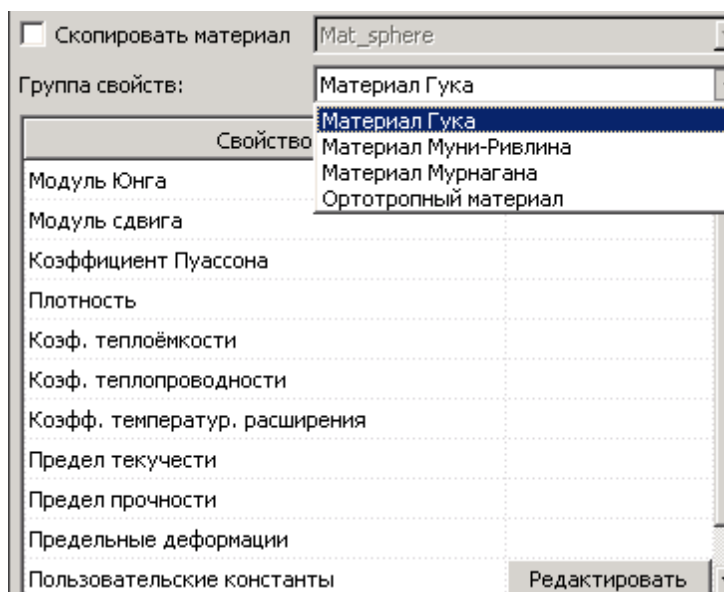 Скопировать материал Mat_sphere
Группа свойств: Материал Гука
Материал Гука
Свойство
Материал Муни-Ривлина
Материал Мурнагана
Ортотропный материал
Модуль Юнга
Модуль сдвига
Коэффициент Пуассона
Плотность
Коэф. теплоёмкости
Коэф. теплопроводности
Коэфф. температур. расширения
Предел текучести
Предел прочности
Предельные деформации
Пользовательские константы Редактировать